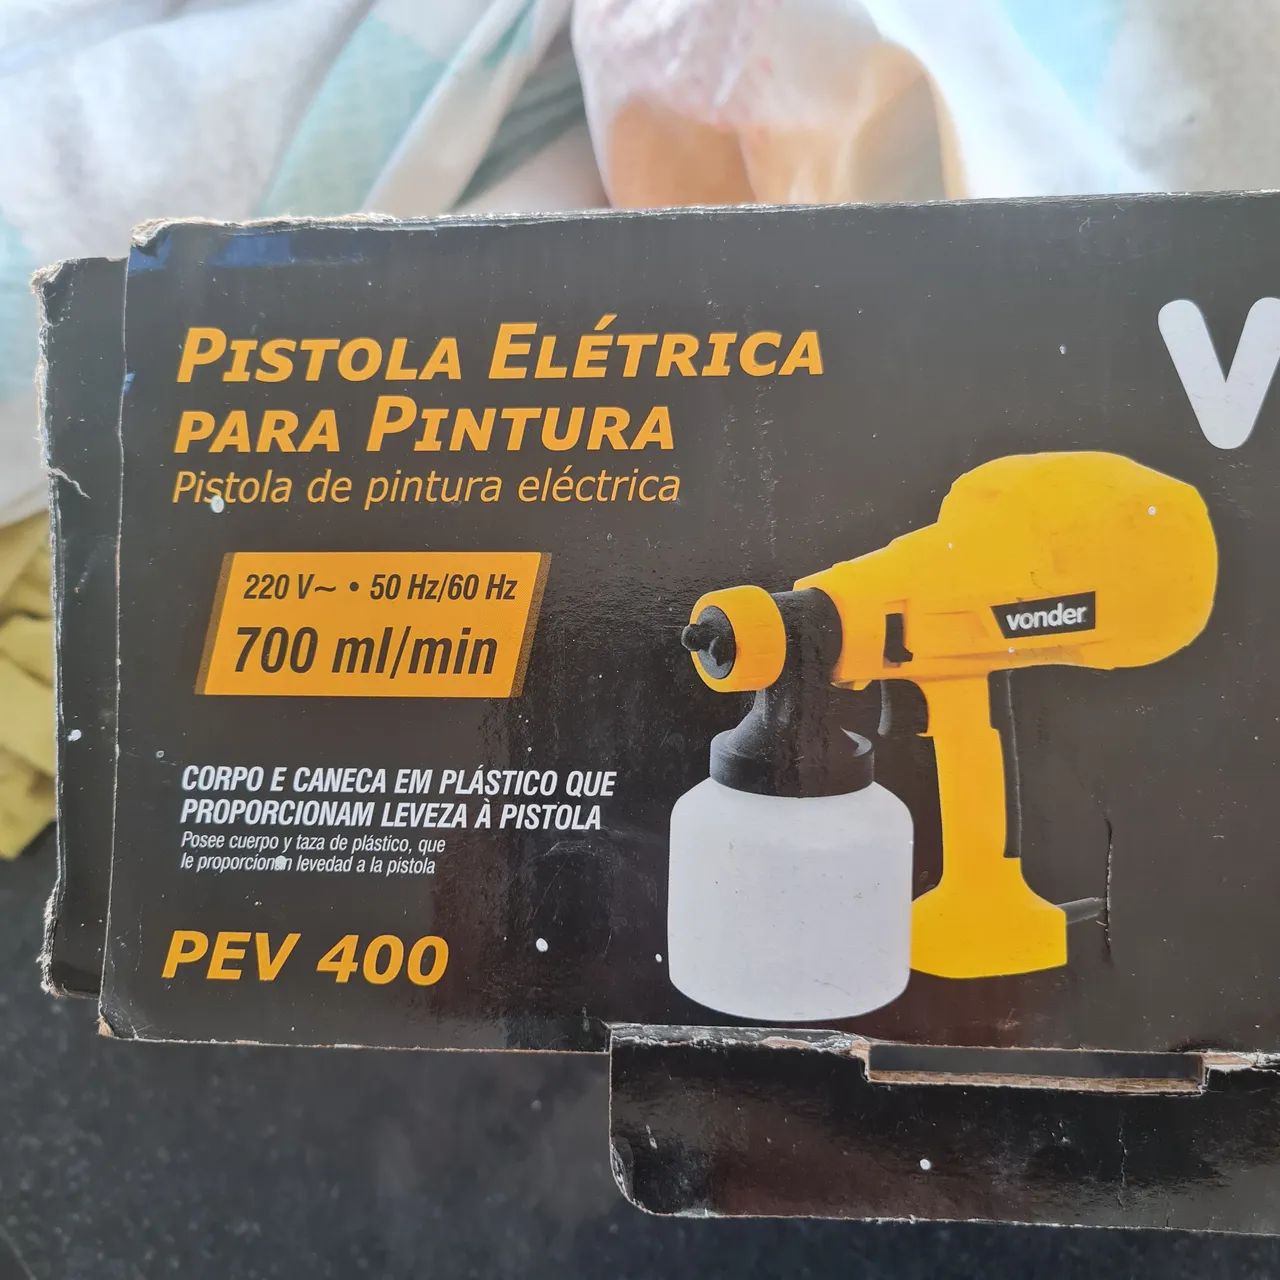 PISTOLA ELÉTRICA
PARA PINTURA
Pistola de pintura eléctrica
220 V~ • 50 Hz/60 Hz
700 ml/min
V
vonder
CORPO E CANECA EM PLÁSTICO QUE
PROPORCIONAM LEVEZA À PISTOLA
Posee cuerpo y taza de plástico, que
le proporcionan levedad a la pistola
PEV 400